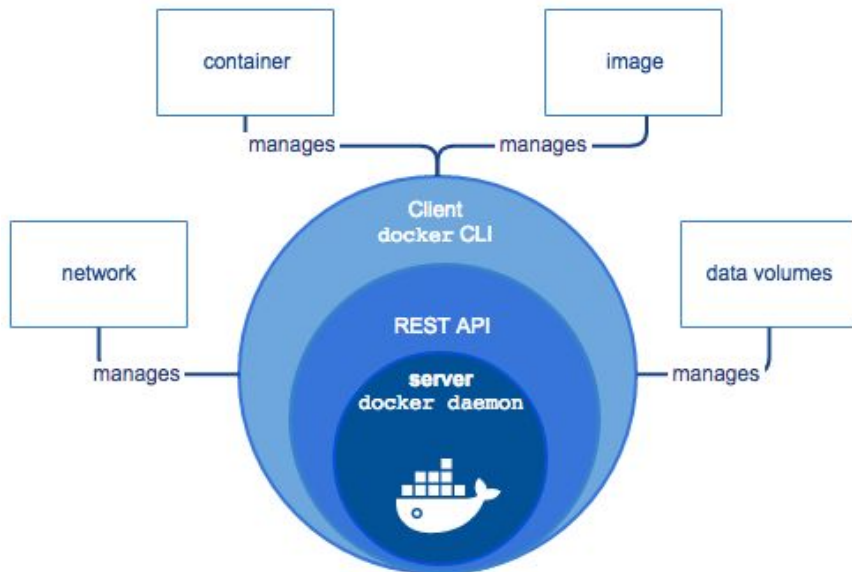 container
image
manages
manages
Client
docker CLI
network
data volumes
REST API
manages
manages
server
docker daemon